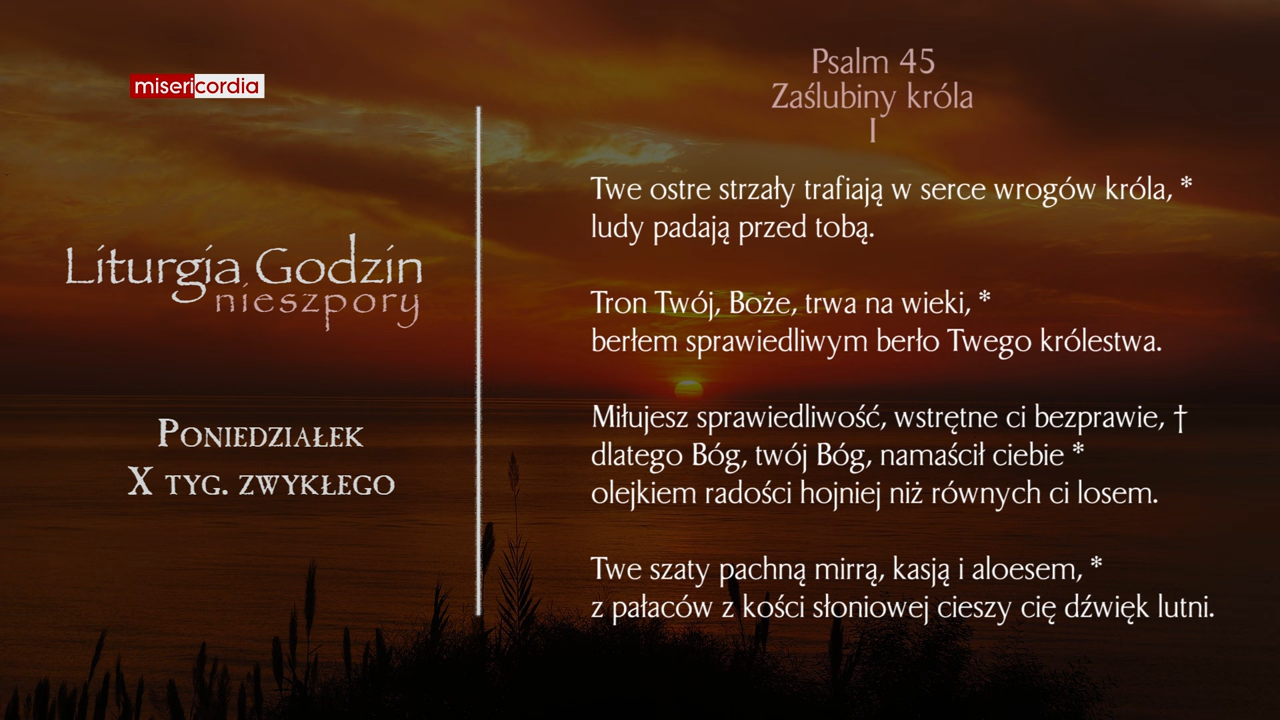 misericordia
Liturgia Godzin
nieszpory
Poniedziałek
X tyg. zwykłego
Psalm 45
Zaślubiny króla
I
Twe ostre strzały trafiają w serce wrogów króla, *
ludy padają przed tobą.
Tron Twój, Boże, trwa na wieki, *
berłem sprawiedliwym berło Twego królestwa.
Miłujesz sprawiedliwość, wstrętne ci bezprawie, †
dlatego Bóg, twój Bóg, namaścił ciebie *
olejkiem radości hojniej niż równych ci losem.
Twe szaty pachną mirrą, kasją i aloesem, *
z pałaców z kości słoniowej cieszy cię dźwięk lutni.